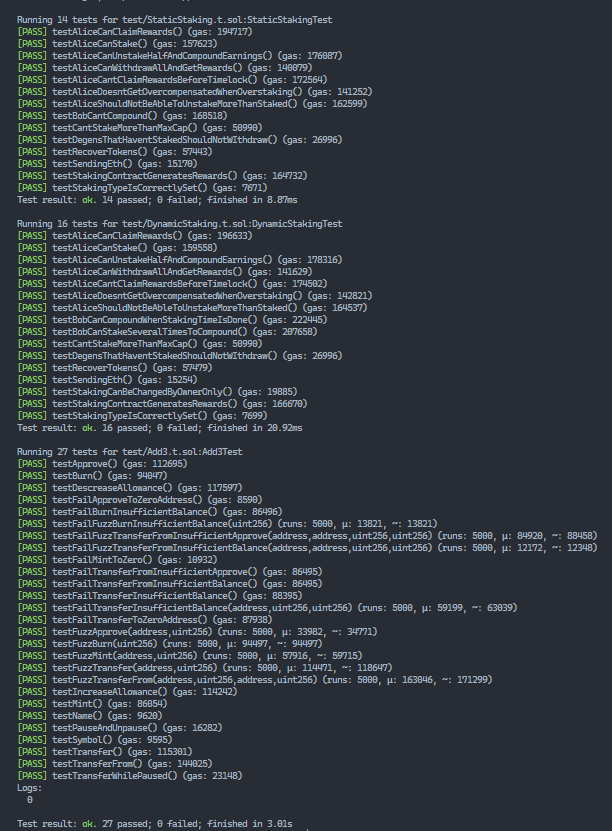 Running 14 tests for test/StaticStaking.t.sol:StaticStakingTest
[PASS] testAliceCanClaimRewards() (gas: 194717)
[PASS] testAliceCanStake() (gas: 157623)
[PASS] testAliceCanUnstakeHalfAndCompoundEarnings() (gas: 176087)
[PASS] testAliceCanWithdrawAllAndGetRewards() (gas: 140079)
[PASS] testAliceCantClaimRewardsBeforeTimelock() (gas: 172564)
[PASS] testAliceDoesntGetOvercompensatedWhenOverstaking() (gas: 141252)
[PASS] testAliceShouldNotBeAbleToUnstakeMoreThanStaked() (gas: 162599)
[PASS] testBobCantCompound() (gas: 168518)
[PASS] testCantStakeMoreThanMaxCap() (gas: 50990)
[PASS] testDegensThatHaventStakedShouldNotWIthdraw() (gas: 26996)
[PASS] testRecoverTokens() (gas: 57443)
[PASS] testSendingEth() (gas: 15170)
[PASS] testStakingContractGeneratesRewards() (gas: 164732)
[PASS] testStakingTypeIsCorrectlySet() (gas: 7671)
Test result: ok. 14 passed; 0 failed; finished in 8.87ms
Running 16 tests for test/DynamicStaking.t.sol:DynamicStakingTest
[PASS] testAliceCanClaimRewards() (gas: 196633)
[PASS] testAliceCanStake() (gas: 159558)
[PASS] testAliceCanUnstakeHalfAndCompoundEarnings() (gas: 178316)
[PASS] testAliceCanWithdrawAllAndGetRewards() (gas: 141629)
[PASS] testAliceCantClaimRewardsBeforeTimelock() (gas: 174502)
[PASS] testAliceDoesntGetOvercompensatedWhenOverstaking() (gas: 142821)
[PASS] testAliceShouldNotBeAbleToUnstakeMoreThanStaked() (gas: 164537)
[PASS] testBobCanCompoundWhenStakingTimeIsDone() (gas: 222445)
[PASS] testBobCanStakeSeveralTimesToCompound() (gas: 207658)
[PASS] testCantStakeMoreThanMaxCap() (gas: 50990)
[PASS] testDegensThatHaventStakedShouldNotWIthdraw() (gas: 26996)
[PASS] testRecoverTokens() (gas: 57479)
[PASS] testSendingEth() (gas: 15254)
[PASS] testStakingCanBeChangedByOwnerOnly() (gas: 19885)
[PASS] testStakingContractGeneratesRewards() (gas: 166670)
[PASS] testStakingTypeIsCorrectlySet() (gas: 7699)
Test result: ok. 16 passed; 0 failed; finished in 20.92ms
Running 27 tests for test/Add3.t.sol:Add3Test
[PASS] testApprove() (gas: 112695)
[PASS] testBurn() (gas: 94047)
[PASS] testDescreaseAllowance() (gas: 117597)
[PASS] testFailApproveToZeroAddress() (gas: 8590)
[PASS] testFailBurnInsufficientBalance() (gas: 86496)
[PASS] testFailFuzzBurnInsufficientBalance(uint256) (runs: 5000, μ: 13821, ~: 13821)
[PASS] testFailFuzzTransferFromInsufficientApprove(address,address,uint256,uint256) (runs: 5000, μ: 84920, ~: 88458)
[PASS] testFailFuzzTransferFromInsufficientBalance(address,address,uint256,uint256) (runs: 5000, μ: 12172, ~: 12348)
[PASS] testFailMintToZero() (gas: 10932)
[PASS] testFailTransferFromInsufficientApprove() (gas: 86495)
[PASS] testFailTransferFromInsufficientBalance() (gas: 86495)
[PASS] testFailTransferInsufficientBalance() (gas: 88395)
[PASS] testFailTransferInsufficientBalance(address,uint256,uint256) (runs: 5000, μ: 59199, ~: 63039)
[PASS] testFailTransferToZeroAddress() (gas: 87938)
[PASS] testFuzzApprove(address,uint256) (runs: 5000, μ: 33982, ~: 34771)
[PASS] testFuzzBurn(uint256) (runs: 5000, μ: 94497, ~: 94497)
[PASS] testFuzzMint(address,uint256) (runs: 5000, μ: 57916, ~: 59715)
[PASS] testFuzzTransfer(address,uint256) (runs: 5000, μ: 114471, ~: 118647)
[PASS] testFuzzTransferFrom(address,uint256,address,uint256) (runs: 5000, μ: 163046, ~: 171299)
[PASS] testIncreaseAllowance() (gas: 114242)
[PASS] testMint() (gas: 86054)
[PASS] testName() (gas: 9620)
[PASS] testPauseAndUnpause() (gas: 16282)
[PASS] testSymbol() (gas: 9595)
[PASS] testTransfer() (gas: 115301)
[PASS] testTransferFrom() (gas: 144025)
[PASS] testTransferWhilePaused() (gas: 23148)
Logs:
0
Test result: ok. 27 passed; 0 failed; finished in 3.01s